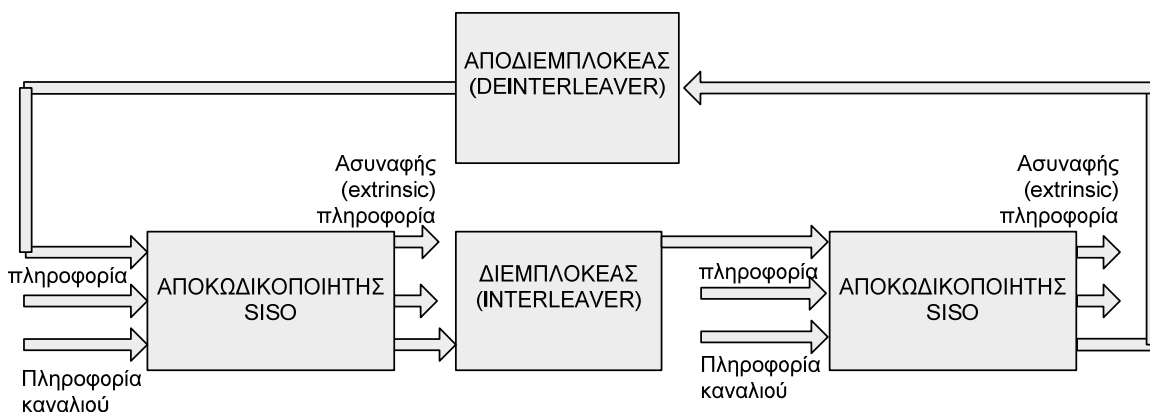 ΑΠΟΔΙΕΜΠΛΟΚΕΑΣ
(DEINTERLEAVER)
Ασυναφής
(extrinsic)
πληροφορία
Ασυναφής
(extrinsic)
πληροφορία
πληροφορία
ΑΠΟΚΩΔΙΚΟΠΟΙΗΤΗΣ
SISO
ΔΙΕΜΠΛΟΚΕΑΣ
(INTERLEAVER)
πληροφορία
ΑΠΟΚΩΔΙΚΟΠΟΙΗΤΗΣ
SISO
Πληροφορία
καναλιού
Πληροφορία
καναλιού